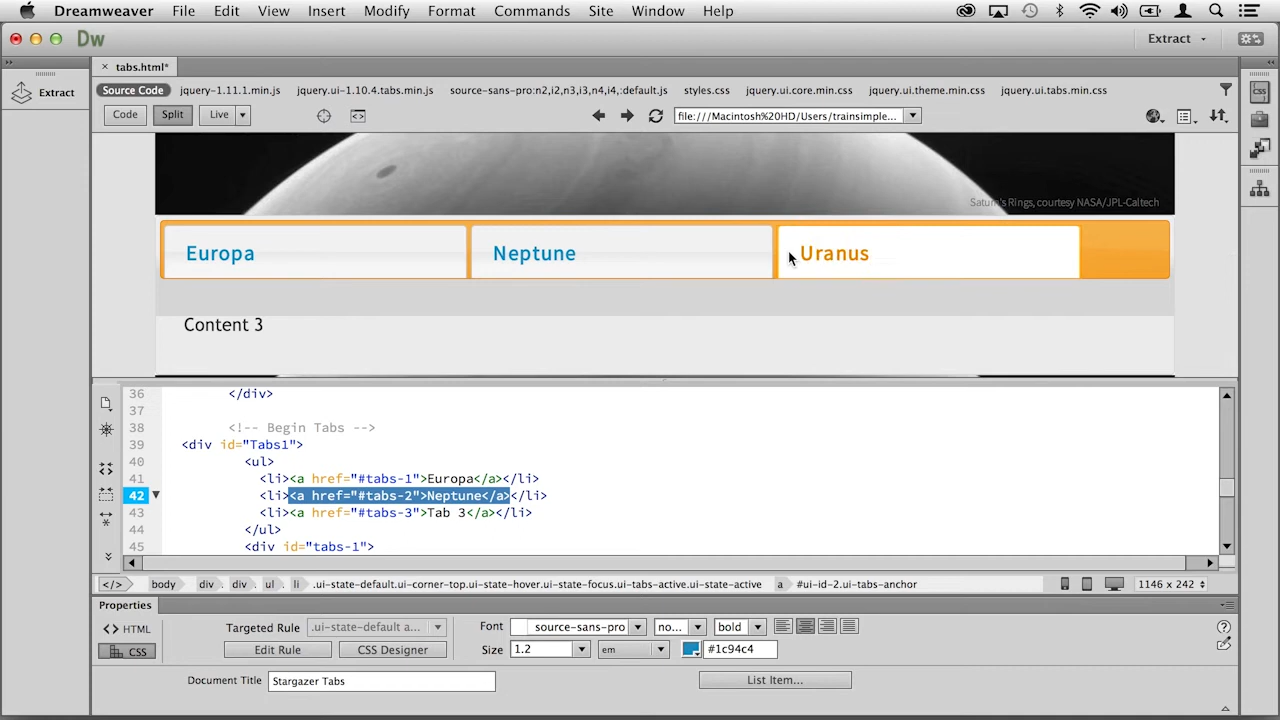 Dreamweaver File Edit View Insert Modify Format Commands Site Window Help
Dw Extract
× tabs.html*
Extract
Source Code jquery-1.11.1.min.js jquery.ui-1.10.4.tabs.min.js source-sans-pro:n2,i2,n3,i3,n4,i4,:default.js styles.css jquery.ui.core.min.css jquery.ui.theme.min.css jquery.ui.tabs.min.css
Code Split Live file:///Macintosh%20HD/Users/trainsimple...
Saturn's Rings, courtesy NASA/JPL-Caltech
Europa Neptune Uranus
Content 3
36 </div>
37
38 <!-- Begin Tabs -->
39 <div id="Tabs1">
40 <ul>
41 <li><a href="#tabs-1">Europa</a></li>
42 <li><a href="#tabs-2">Neptune</a></li>
43 <li><a href="#tabs-3">Tab 3</a></li>
44 </ul>
45 <div id="tabs-1">
</> body div. div. ul li .ui-state-default.ui-corner-top.ui-state-hover.ui-state-focus.ui-tabs-active.ui-state-active a #ui-id-2.ui-tabs-anchor 1146 x 242
Properties
<> HTML Targeted Rule .ui-state-default a... Font source-sans-pro no... bold
CSS Edit Rule CSS Designer Size 1.2 em #1c94c4
Document Title Stargazer Tabs List Item...